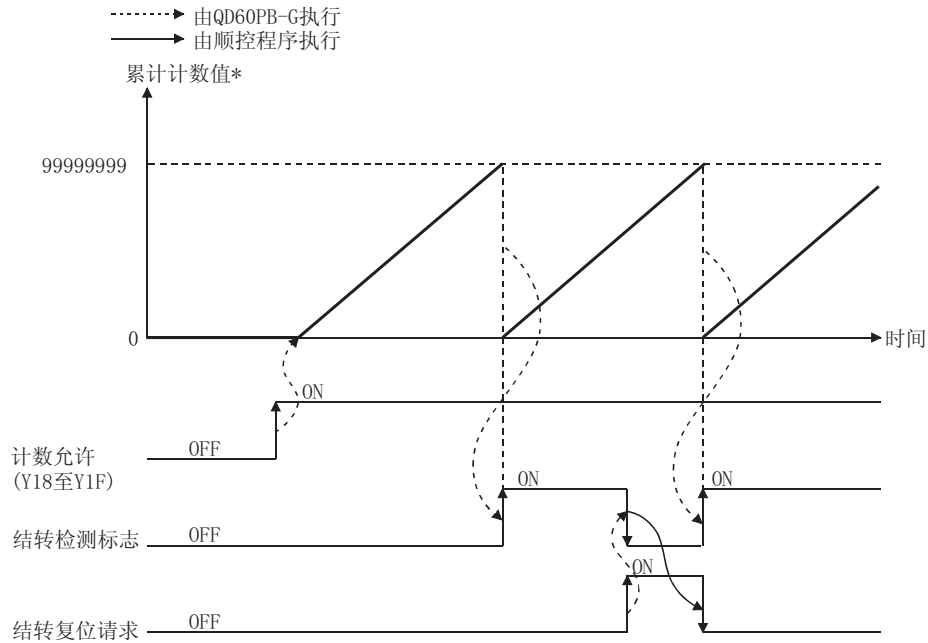 由QD60PB-G执行
由顺控程序执行
累计计数值*
99999999
0
时间
ON
计数允许
(Y18至Y1F)
OFF
ON
ON
结转检测标志
OFF
ON
结转复位请求
OFF